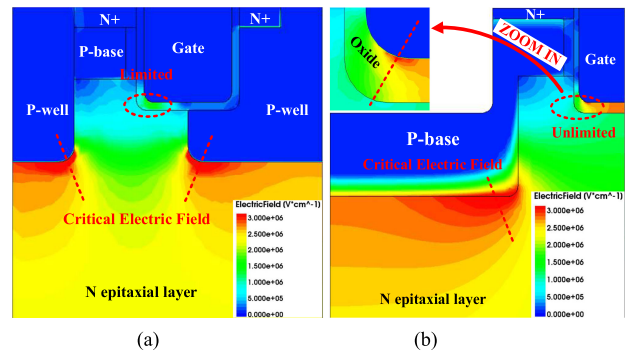 N+
N+
P-base
Gate
Limited
P-well
P-well
Critical Electric Field
ElectricField (V*cm^-1)
3.000e+06
2.500e+06
2.000e+06
1.500e+06
1.000e+06
5.000e+05
0.000e+00
N epitaxial layer
(a)
Oxide
ZOOM IN
N+
Gate
Unlimited
P-base
Critical Electric Field
ElectricField (V*cm^-1)
3.000e+06
2.500e+06
2.000e+06
1.500e+06
1.000e+06
5.000e+05
0.000e+00
N epitaxial layer
(b)